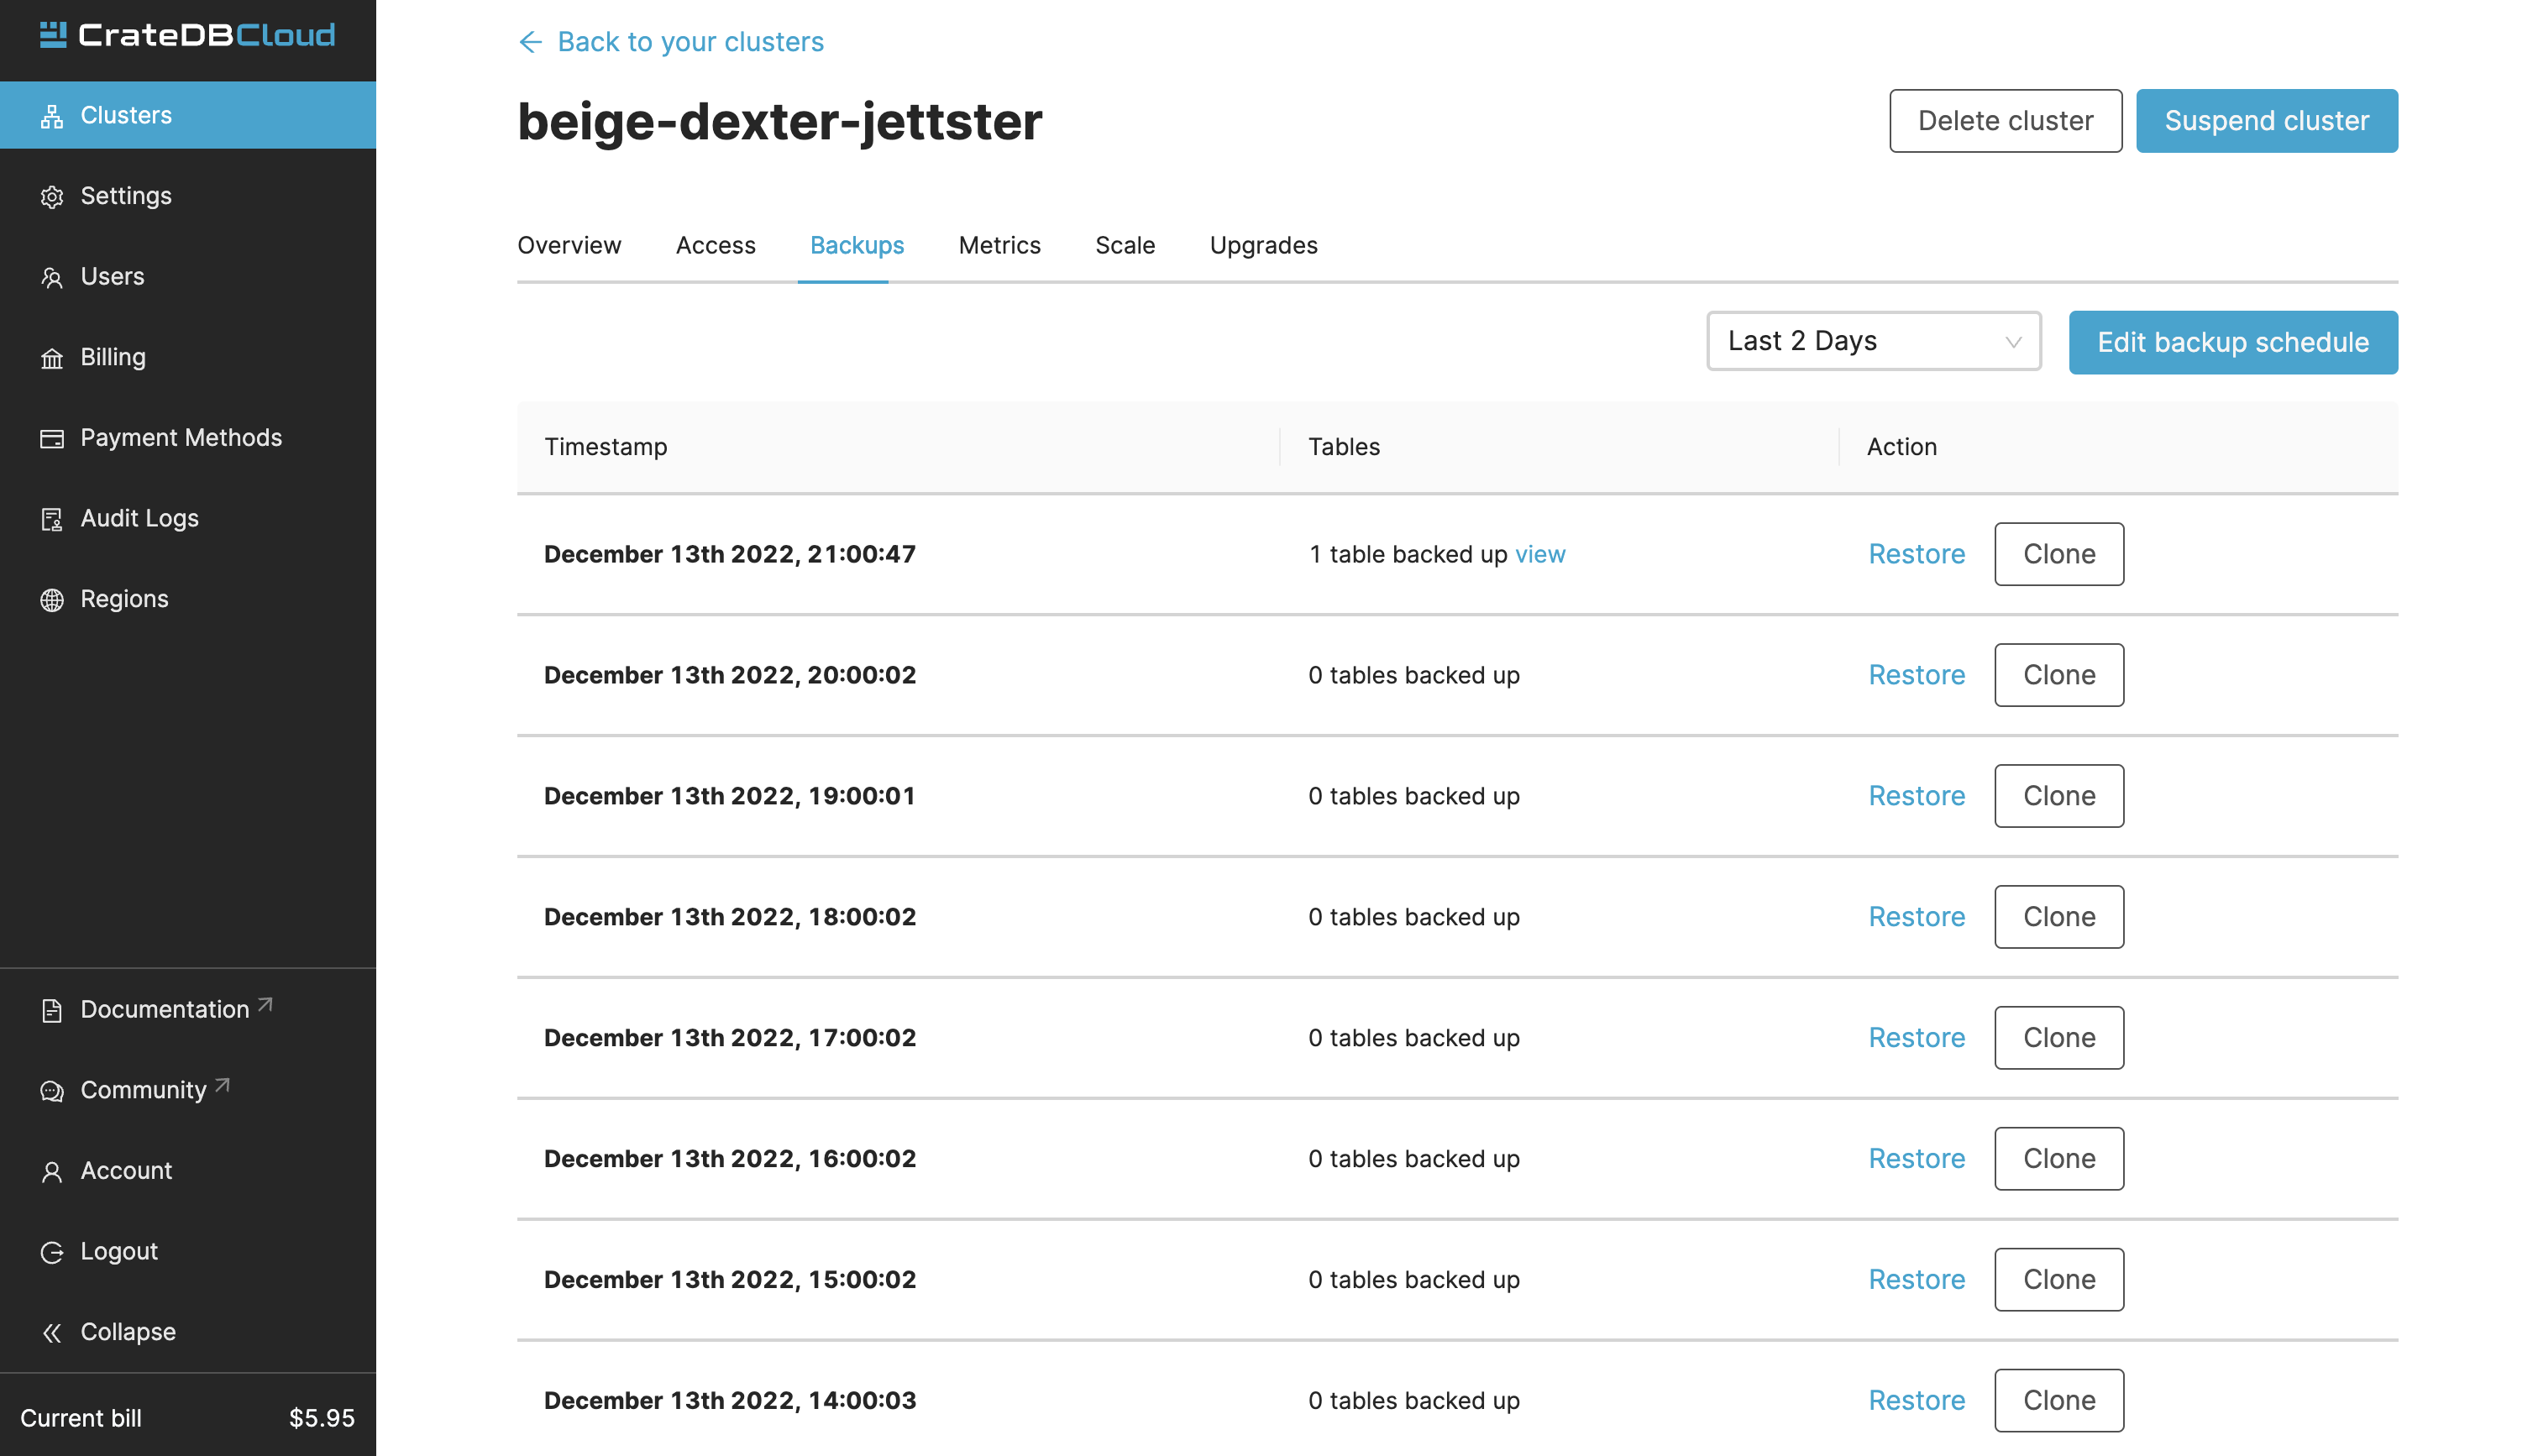 CrateDBCloud
Clusters
Settings
Users
Billing
Payment Methods
Audit Logs
Regions
Documentation
Community
Account
Logout
Collapse
Current bill $5.95
Back to your clusters
beige-dexter-jettster
Delete cluster Suspend cluster
Overview Access Backups Metrics Scale Upgrades
Last 2 Days Edit backup schedule
Timestamp Tables Action
December 13th 2022, 21:00:47 1 table backed up view Restore Clone
December 13th 2022, 20:00:02 0 tables backed up Restore Clone
December 13th 2022, 19:00:01 0 tables backed up Restore Clone
December 13th 2022, 18:00:02 0 tables backed up Restore Clone
December 13th 2022, 17:00:02 0 tables backed up Restore Clone
December 13th 2022, 16:00:02 0 tables backed up Restore Clone
December 13th 2022, 15:00:02 0 tables backed up Restore Clone
December 13th 2022, 14:00:03 0 tables backed up Restore Clone